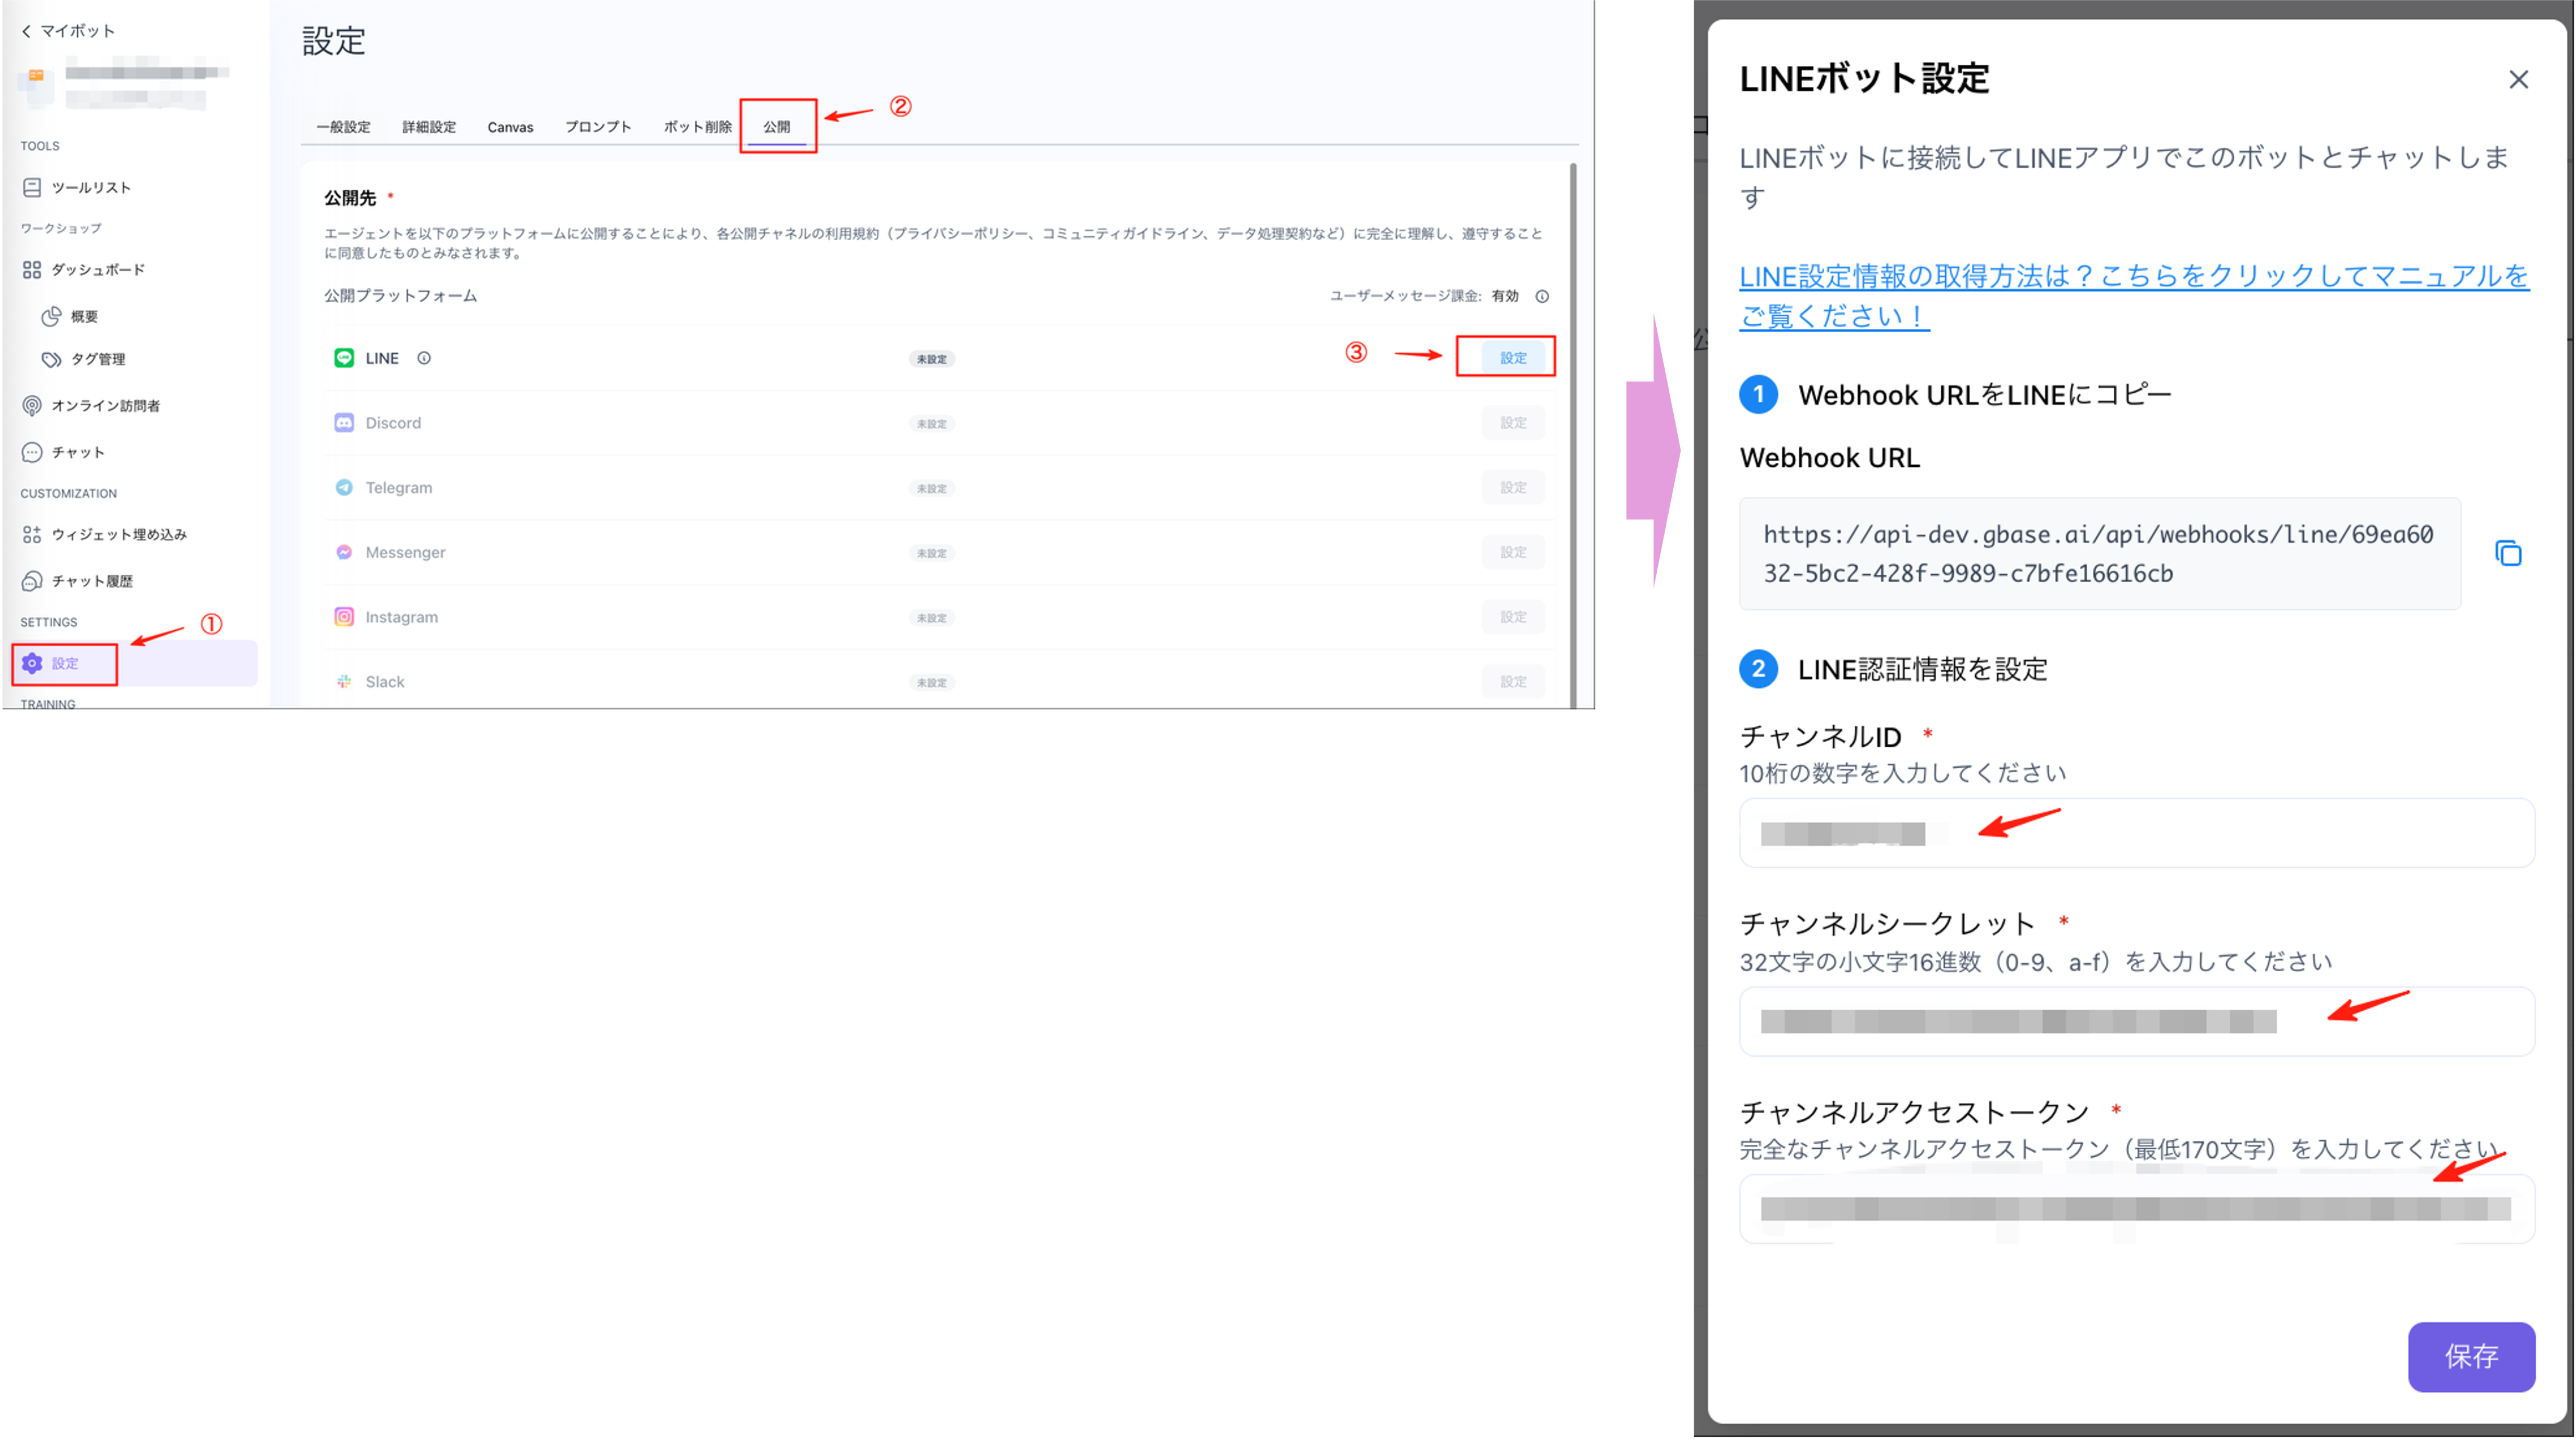 マイボット
TOOLS
ツールリスト
ワークショップ
ダッシュボード
概要
タグ管理
オンライン訪問者
チャット
CUSTOMIZATION
ウィジェット埋め込み
チャット履歴
SETTINGS
①
設定
TRAINING
設定
一般設定 詳細設定 Canvas プロンプト ボット削除 公開 ②
公開先 *
エージェントを以下のプラットフォームに公開することにより、各公開チャネルの利用規約（プライバシーポリシー、コミュニティガイドライン、データ処理契約など）に完全に理解し、遵守すること
に同意したものとみなされます。
公開プラットフォーム ユーザーメッセージ課金: 有効
LINE 未設定 ③ 設定
Discord 未設定 設定
Telegram 未設定 設定
Messenger 未設定 設定
Instagram 未設定 設定
Slack 未設定 設定
LINEボット設定
LINEボットに接続してLINEアプリでこのボットとチャットしま
す
LINE設定情報の取得方法は？こちらをクリックしてマニュアルを
ご覧ください！
1 Webhook URLをLINEにコピー
Webhook URL
https://api-dev.gbase.ai/api/webhooks/line/69ea60
32-5bc2-428f-9989-c7bfe16616cb
2 LINE認証情報を設定
チャンネルID *
10桁の数字を入力してください
チャンネルシークレット *
32文字の小文字16進数（0-9、a-f）を入力してください
チャンネルアクセストークン *
完全なチャンネルアクセストークン（最低170文字）を入力してください
保存